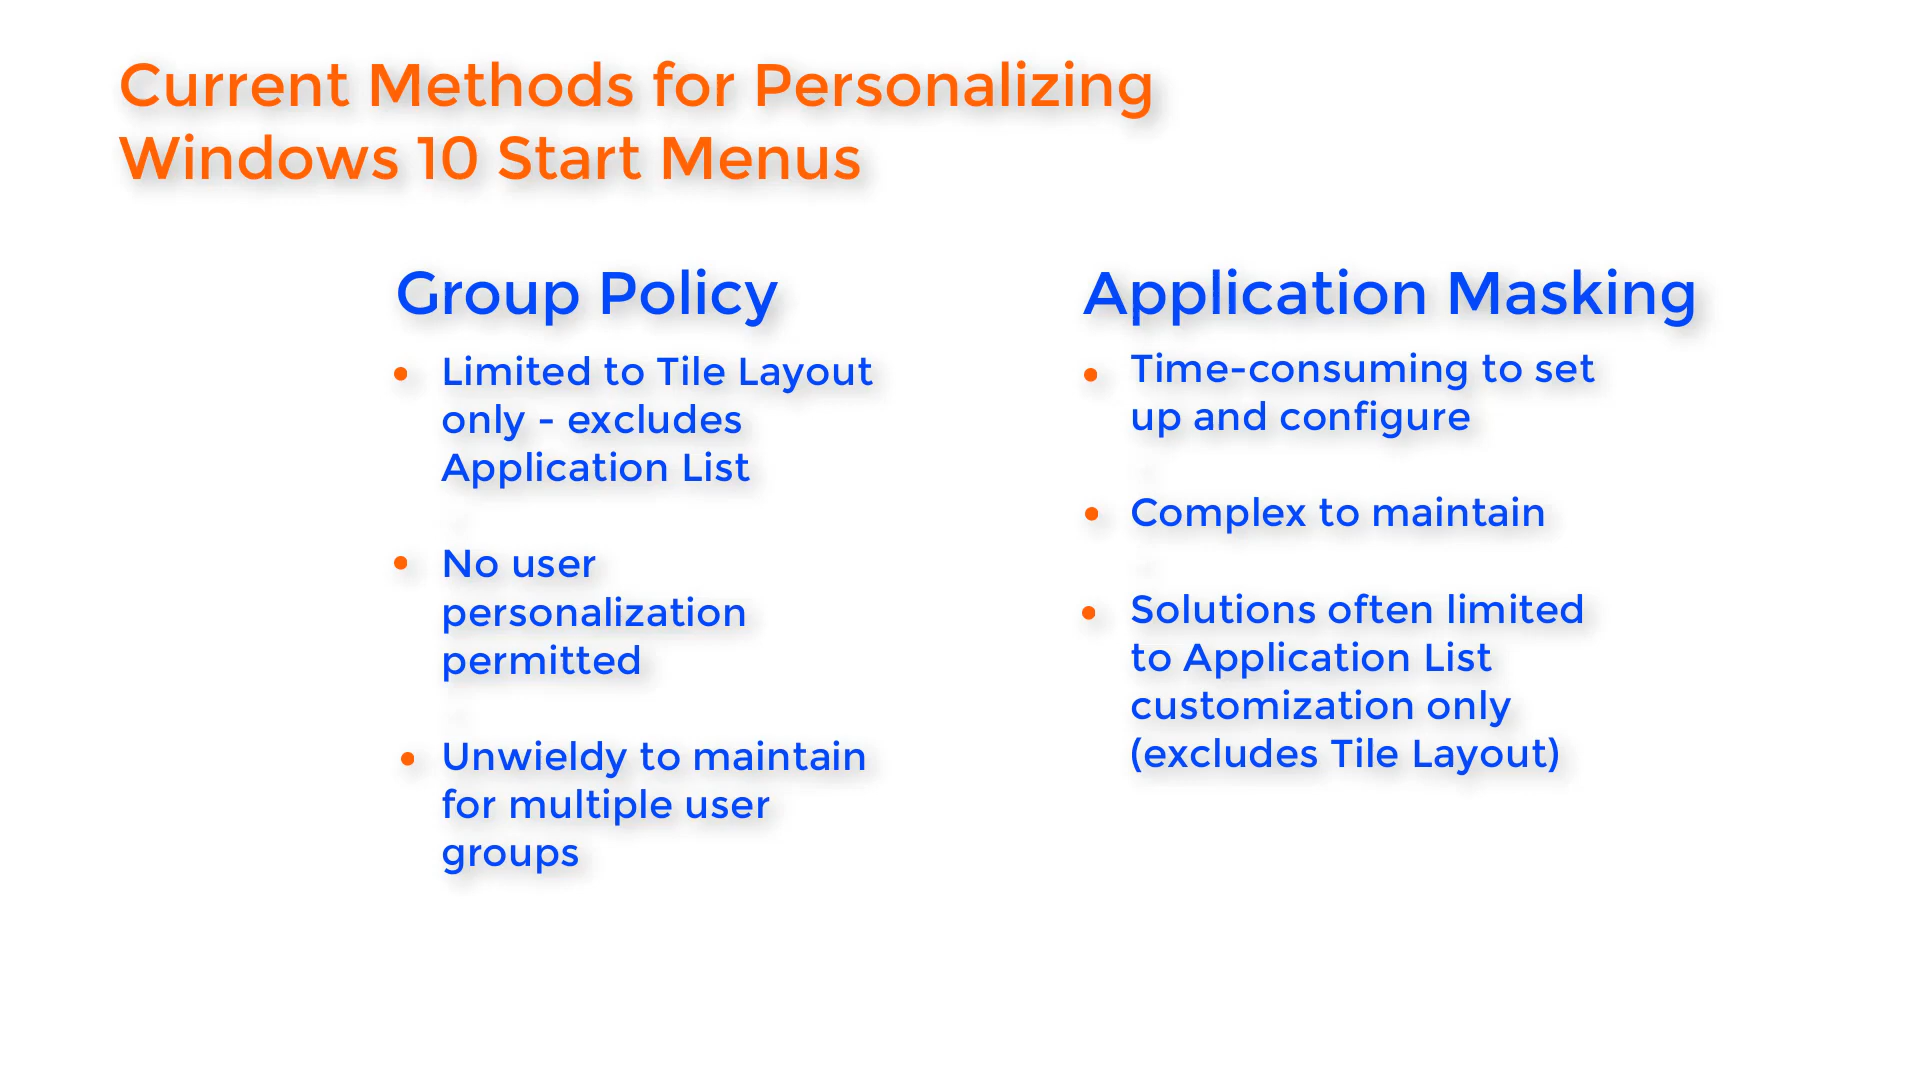 Current Methods for Personalizing
Windows 10 Start Menus
Group Policy
• Limited to Tile Layout
only - excludes
Application List
• No user
personalization
permitted
• Unwieldy to maintain
for multiple user
groups
Application Masking
• Time-consuming to set
up and configure
• Complex to maintain
• Solutions often limited
to Application List
customization only
(excludes Tile Layout)